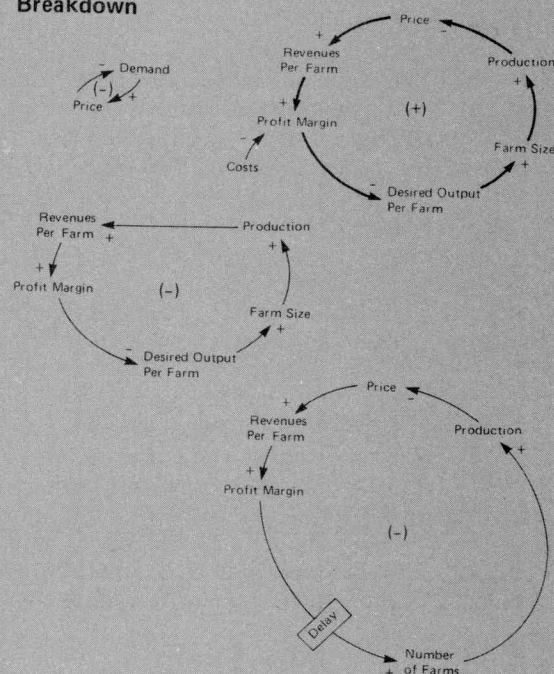 Breakdown
Demand
−
(−)
+
Price
Price
+
−
Revenues
Per Farm
Production
+
(+)
+
Profit Margin
−
Costs
Farm Size
+
−
Desired Output
Per Farm
Revenues
Per Farm
+
Production
+
+
Profit Margin
(−)
Farm Size
+
−
Desired Output
Per Farm
Price
+
−
Revenues
Per Farm
Production
+
+
Profit Margin
(−)
Delay
Number
of Farms
+